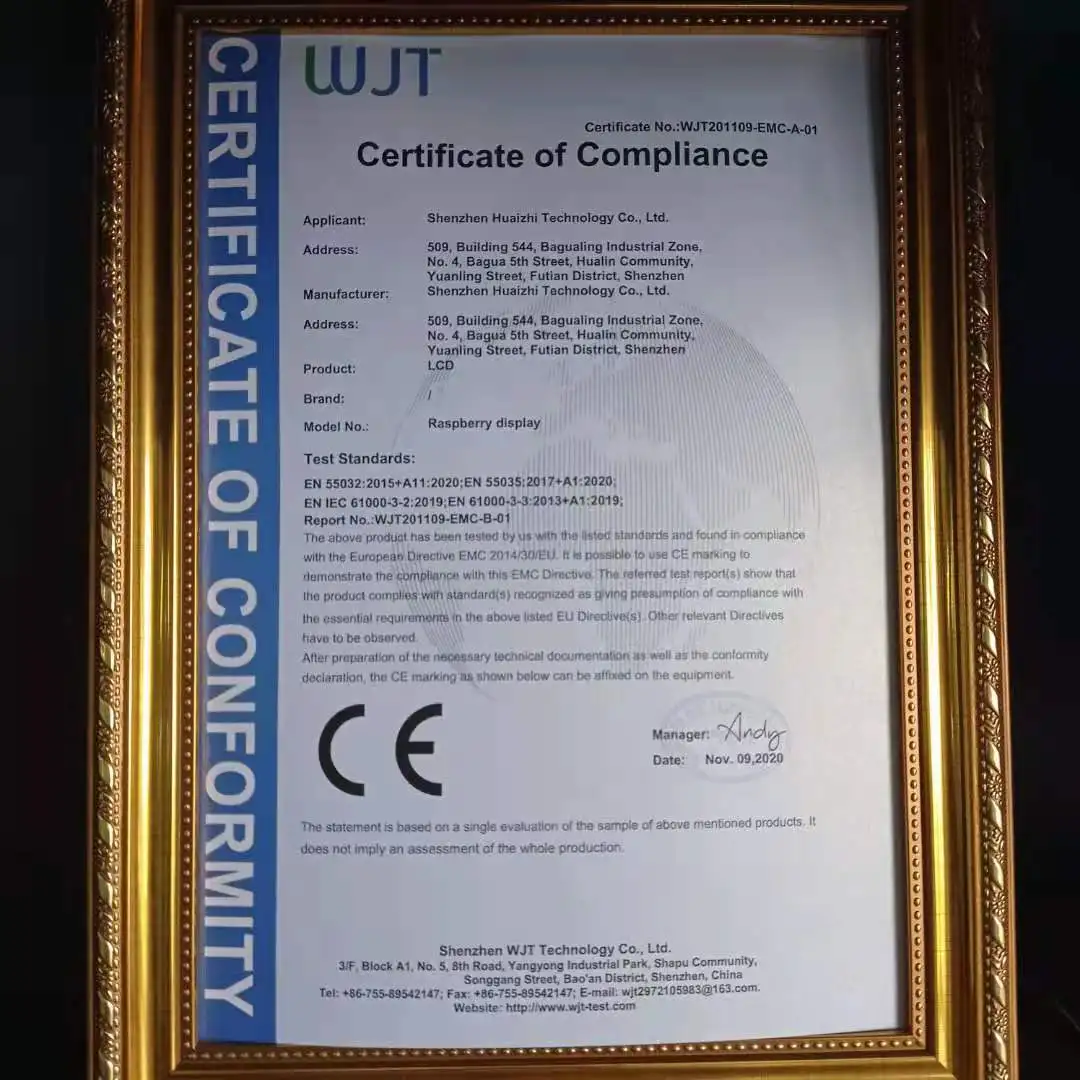 CERTIFICATE OF CONFORMITY
WJT
Certificate No.:WJT201109-EMC-A-01
Certificate of Compliance
Applicant: Shenzhen Huaizhi Technology Co., Ltd.
Address: 509, Building 544, Bagualing Industrial Zone,
No. 4, Bagua 5th Street, Hualin Community,
Yuanling Street, Futian District, Shenzhen
Manufacturer: Shenzhen Huaizhi Technology Co., Ltd.
Address: 509, Building 544, Bagualing Industrial Zone,
No. 4, Bagua 5th Street, Hualin Community,
Yuanling Street, Futian District, Shenzhen
Product: LCD
Brand: /
Model No.: Raspberry display
Test Standards:
EN 55032:2015+A11:2020;EN 55035:2017+A1:2020;
EN IEC 61000-3-2:2019;EN 61000-3-3:2013+A1:2019;
Report No.:WJT201109-EMC-B-01
The above product has been tested by us with the listed standards and found in compliance
with the European Directive EMC 2014/30/EU. It is possible to use CE marking to
demonstrate the compliance with this EMC Directive. The referred test report(s) show that
the product complies with standard(s) recognized as giving presumption of compliance with
the essential requirements in the above listed EU Directive(s). Other relevant Directives
have to be observed.
After preparation of the necessary technical documentation as well as the conformity
declaration, the CE marking as shown below can be affixed on the equipment.
CE
Manager: Andy
Date: Nov. 09,2020
The statement is based on a single evaluation of the sample of above mentioned products. It
does not imply an assessment of the whole production.
Shenzhen WJT Technology Co., Ltd.
3/F, Block A1, No. 5, 8th Road, Yangyong Industrial Park, Shapu Community,
Songgang Street, Bao'an District, Shenzhen, China
Tel: +86-755-89542147; Fax: +86-755-89542147; E-mail: wjt2972105983@163.com.
Website: http://www.wjt-test.com